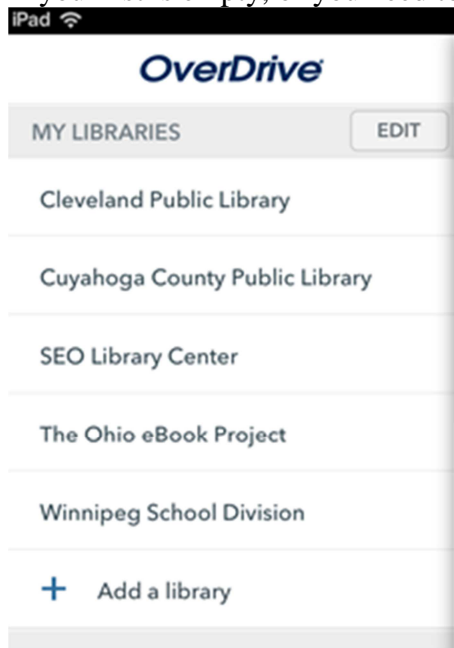 iPad
OverDrive
MY LIBRARIES EDIT
Cleveland Public Library
Cuyahoga County Public Library
SEO Library Center
The Ohio eBook Project
Winnipeg School Division
+ Add a library